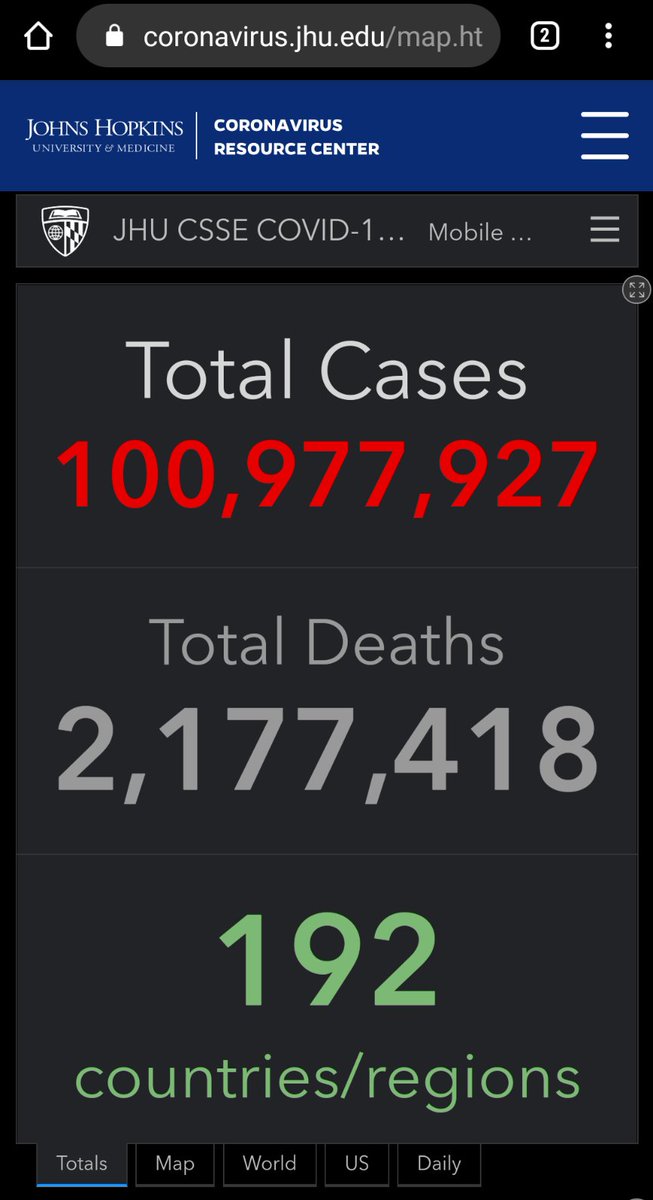 coronavirus.jhu.edu/map.ht
2
JOHNS HOPKINS
UNIVERSITY & MEDICINE
CORONAVIRUS
RESOURCE CENTER
JHU CSSE COVID-1... Mobile ...
Total Cases
100,977,927
Total Deaths
2,177,418
192
countries/regions
Totals Map World US Daily